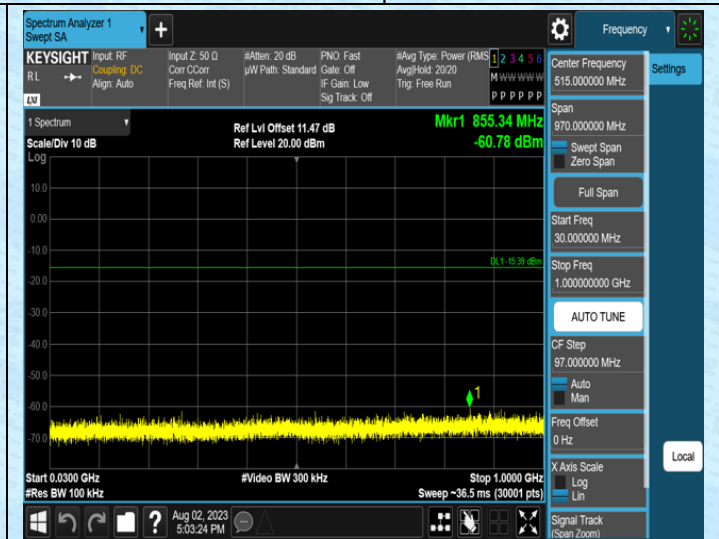 Spectrum Analyzer 1
Swept SA
+
Frequency
KEYSIGHT
RL
LXI
Input: RF
Coupling: DC
Align: Auto
Input Z: 50 Ω
Corr CCorr
Freq Ref: Int (S)
#Atten: 20 dB
µW Path: Standard
PNO: Fast
Gate: Off
IF Gain: Low
Sig Track: Off
#Avg Type: Power (RMS
Avg|Hold: 20/20
Trig: Free Run
1 2 3 4 5 6
M W W W W W
P P P P P P
1 Spectrum
Scale/Div 10 dB
Log
Ref Lvl Offset 11.47 dB
Ref Level 20.00 dBm
Mkr1 855.34 MHz
-60.78 dBm
10.0
0.00
-10.0
DL1 -15.39 dBm
-20.0
-30.0
-40.0
-50.0
1
-60.0
-70.0
Start 0.0300 GHz
#Res BW 100 kHz
#Video BW 300 kHz
Stop 1.0000 GHz
Sweep ~36.5 ms (30001 pts)
?
Aug 02, 2023
5:03:24 PM
Center Frequency
515.000000 MHz
Span
970.000000 MHz
Swept Span
Zero Span
Full Span
Start Freq
30.000000 MHz
Stop Freq
1.000000000 GHz
AUTO TUNE
CF Step
97.000000 MHz
Auto
Man
Freq Offset
0 Hz
X Axis Scale
Log
Lin
Signal Track
(Span Zoom)
Settings
Local